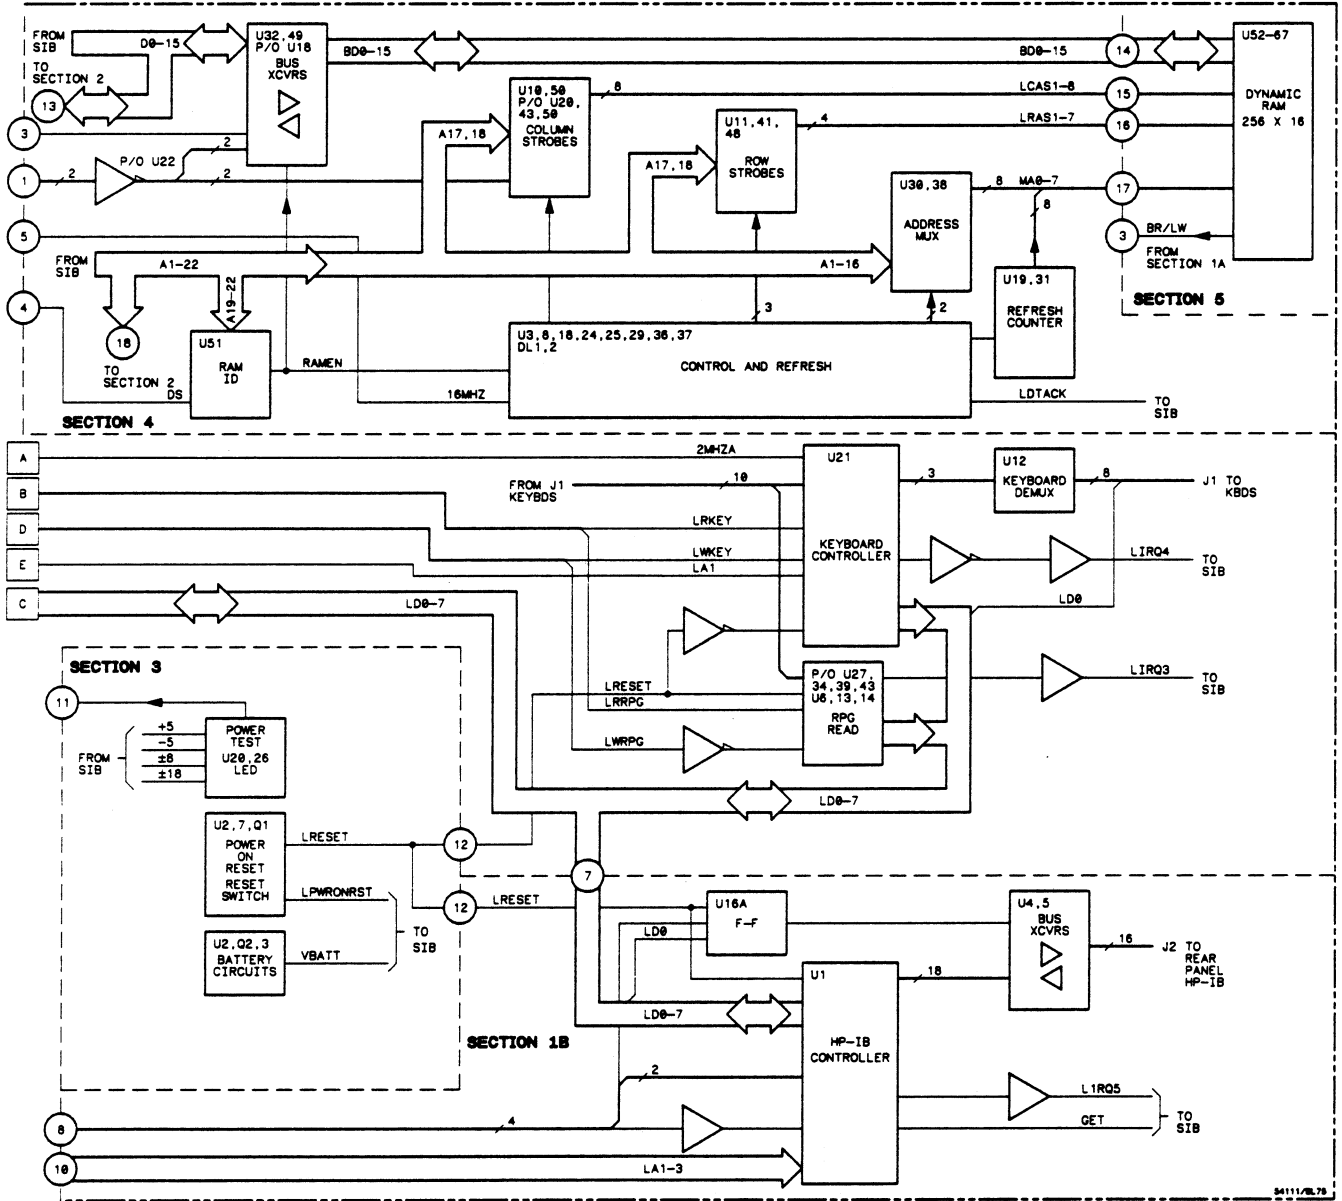 FROM
SIB
D0-15
TO
SECTION 2
13
U32,49
P/O U18
BUS
XCVRS
BD0-15
BD0-15
14
U52-67
DYNAMIC
RAM
256 X 16
U10,50
P/O U20,
43,50
COLUMN
STROBES
8
LCAS1-8
15
U11,41,
48
ROW
STROBES
4
LRAS1-7
16
3
2
A17,18
A17,18
P/O U22
1
2
2
U30,38
ADDRESS
MUX
8
MA0-7
17
8
5
BR/LW
3
FROM
SECTION 1A
FROM
SIB
A1-22
A1-16
A19-22
U19,31
REFRESH
COUNTER
SECTION 5
4
18
TO
SECTION 2
U51
RAM
ID
DS
RAMEN
16MHZ
3
2
U3,8,18,24,25,29,36,37
DL1,2
CONTROL AND REFRESH
LDTACK
TO
SIB
SECTION 4
A
2MHZA
U21
KEYBOARD
CONTROLLER
FROM J1
KEYBDS
10
3
U12
KEYBOARD
DEMUX
8
J1 TO
KBDS
B
LRKEY
D
LWKEY
E
LA1
LIRQ4
TO
SIB
C
LD0-7
LD0
SECTION 3
P/O U27,
34,39,43
U6,13,14
RPG
READ
LRESET
LRRPG
LWRPG
LIRQ3
TO
SIB
11
POWER
TEST
U20,26
LED
FROM
SIB
+5
-5
±8
±18
LD0-7
U2,7,Q1
POWER
ON
RESET
RESET
SWITCH
LRESET
12
LPWRONRST
7
12
LRESET
TO
SIB
U2,Q2,3
BATTERY
CIRCUITS
VBATT
U16A
F-F
LD0
U4,5
BUS
XCVRS
16
J2 TO
REAR
PANEL
HP-IB
U1
HP-IB
CONTROLLER
18
LD0-7
SECTION 1B
2
L1RQ5
8
4
GET
TO
SIB
10
LA1-3
54111/BL75